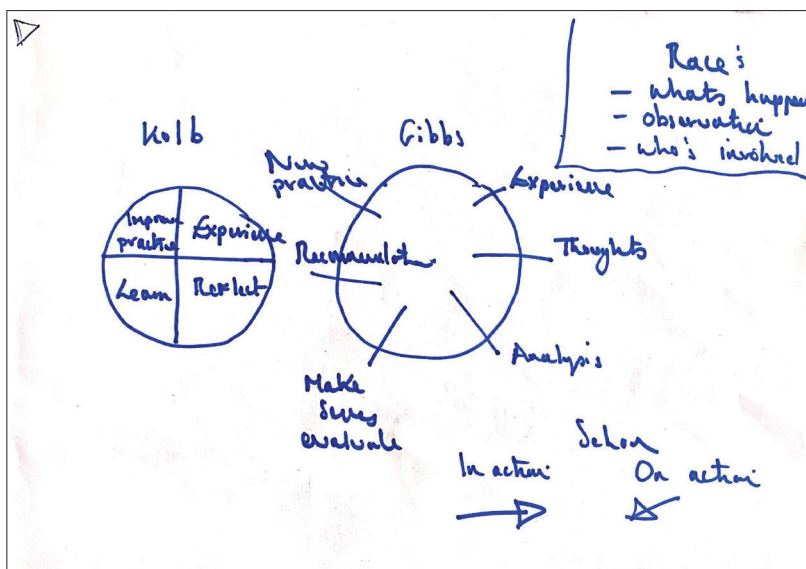 Kolb
Improve
practice
Experience
Learn
Reflect
Gibbs
New
practice
Experience
Thoughts
Analysis
Make
sense
evaluate
Race's
- whats happen
- observation
- who's involved
Schon
In action
On action